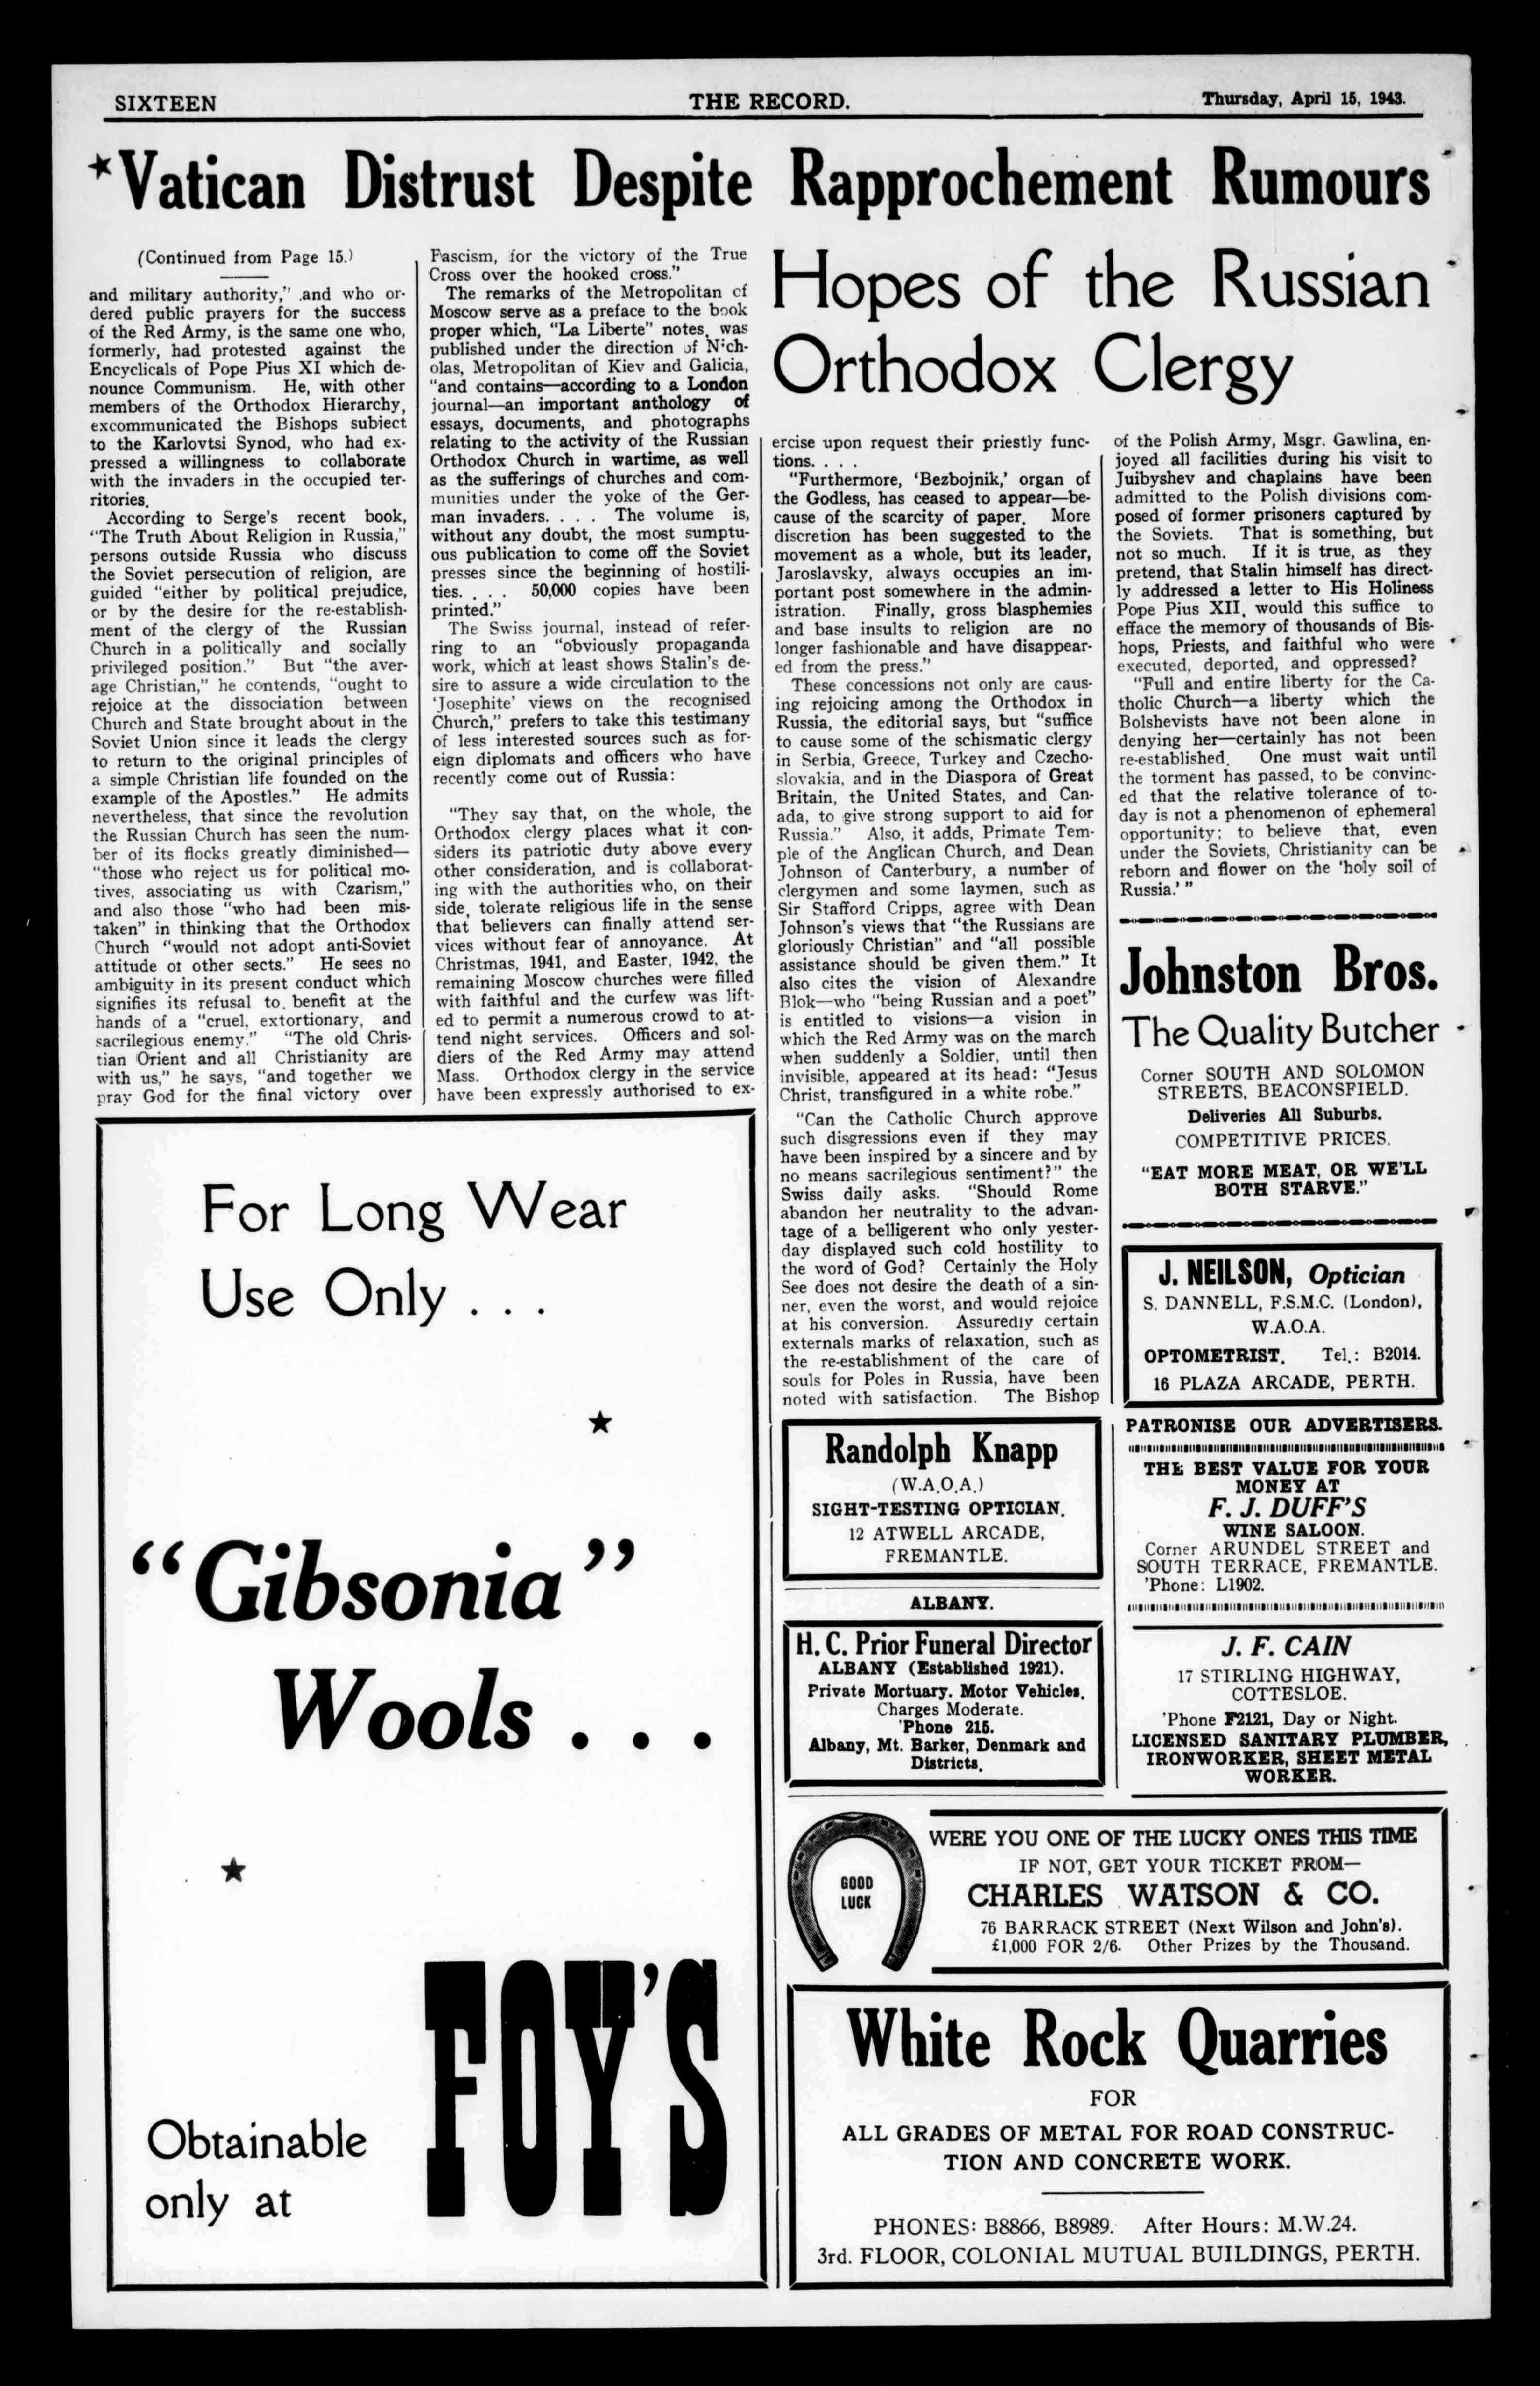 SIXTEEN
THE RECORD.
Thursday, April 15, 1943.
*Vatican Distrust Despite Rapprochement Rumours
Hopes of the Russian
Orthodox Clergy
(Continued from Page 15.)
and military authority," .and who or-
dered public prayers for the success
of the Red Army, is the same one who,
formerly, had protested against the
Encyclicals of Pope Pius XI which de-
nounce Communism. He, with other
members of the Orthodox Hierarchy,
excommunicated the Bishops subject
to the Karlovtsi Synod, who had ex-
pressed a willingness to collaborate
with the invaders in the occupied ter-
ritories.
According to Serge's recent book,
"The Truth About Religion in Russia,"
persons outside Russia who discuss
the Soviet persecution of religion, are
guided "either by political prejudice,
or by the desire for the re-establish-
ment of the clergy of the Russian
Church in a politically and socially
privileged position." But "the aver-
age Christian," he contends, "ought to
rejoice at the dissociation between
Church and State brought about in the
Soviet Union since it leads the clergy
to return to the original principles of
a simple Christian life founded on the
example of the Apostles." He admits
nevertheless, that since the revolution
the Russian Church has seen the num-
ber of its flocks greatly diminished—
"those who reject us for political mo-
tives, associating us with Czarism,"
and also those "who had been mis-
taken" in thinking that the Orthodox
Church "would not adopt anti-Soviet
attitude of other sects." He sees no
ambiguity in its present conduct which
signifies its refusal to benefit at the
hands of a "cruel, extortionary, and
sacrilegious enemy." "The old Chris-
tian Orient and all Christianity are
with us," he says, "and together we
pray God for the final victory over
Fascism, for the victory of the True
Cross over the hooked cross."
The remarks of the Metropolitan of
Moscow serve as a preface to the book
proper which, "La Liberte" notes, was
published under the direction of Nich-
olas, Metropolitan of Kiev and Galicia,
"and contains—according to a London
journal—an important anthology of
essays, documents, and photographs
relating to the activity of the Russian
Orthodox Church in wartime, as well
as the sufferings of churches and com-
munities under the yoke of the Ger-
man invaders. . . . The volume is,
without any doubt, the most sumptu-
ous publication to come off the Soviet
presses since the beginning of hostili-
ties. . . . 50,000 copies have been
printed."
The Swiss journal, instead of refer-
ring to an "obviously propaganda
work, which at least shows Stalin's de-
sire to assure a wide circulation to the
'Josephite' views on the recognised
Church," prefers to take this testimany
of less interested sources such as for-
eign diplomats and officers who have
recently come out of Russia:
"They say that, on the whole, the
Orthodox clergy places what it con-
siders its patriotic duty above every
other consideration, and is collaborat-
ing with the authorities who, on their
side, tolerate religious life in the sense
that believers can finally attend ser-
vices without fear of annoyance. At
Christmas, 1941, and Easter, 1942, the
remaining Moscow churches were filled
with faithful and the curfew was lift-
ed to permit a numerous crowd to at-
tend night services. Officers and sol-
diers of the Red Army may attend
Mass. Orthodox clergy in the service
have been expressly authorised to ex-
ercise upon request their priestly func-
tions. . . .
"Furthermore, 'Bezbojnik,' organ of
the Godless, has ceased to appear—be-
cause of the scarcity of paper. More
discretion has been suggested to the
movement as a whole, but its leader,
Jaroslavsky, always occupies an im-
portant post somewhere in the admin-
istration. Finally, gross blasphemies
and base insults to religion are no
longer fashionable and have disappear-
ed from the press."
These concessions not only are caus-
ing rejoicing among the Orthodox in
Russia, the editorial says, but "suffice
to cause some of the schismatic clergy
in Serbia, Greece, Turkey and Czecho-
slovakia, and in the Diaspora of Great
Britain, the United States, and Can-
ada, to give strong support to aid for
Russia." Also, it adds, Primate Tem-
ple of the Anglican Church, and Dean
Johnson of Canterbury, a number of
clergymen and some laymen, such as
Sir Stafford Cripps, agree with Dean
Johnson's views that "the Russians are
gloriously Christian" and "all possible
assistance should be given them." It
also cites the vision of Alexandre
Blok—who "being Russian and a poet"
is entitled to visions—a vision in
which the Red Army was on the march
when suddenly a Soldier, until then
invisible, appeared at its head: "Jesus
Christ, transfigured in a white robe."
"Can the Catholic Church approve
such disgressions even if they may
have been inspired by a sincere and by
no means sacrilegious sentiment?" the
Swiss daily asks. "Should Rome
abandon her neutrality to the advan-
tage of a belligerent who only yester-
day displayed such cold hostility to
the word of God? Certainly the Holy
See does not desire the death of a sin-
ner, even the worst, and would rejoice
at his conversion. Assuredly certain
externals marks of relaxation, such as
the re-establishment of the care of
souls for Poles in Russia, have been
noted with satisfaction. The Bishop
of the Polish Army, Msgr. Gawlina, en-
joyed all facilities during his visit to
Juibyshev and chaplains have been
admitted to the Polish divisions com-
posed of former prisoners captured by
the Soviets. That is something, but
not so much. If it is true, as they
pretend, that Stalin himself has direct-
ly addressed a letter to His Holiness
Pope Pius XII, would this suffice to
efface the memory of thousands of Bis-
hops, Priests, and faithful who were
executed, deported, and oppressed?
"Full and entire liberty for the Ca-
tholic Church—a liberty which the
Bolshevists have not been alone in
denying her—certainly has not been
re-established. One must wait until
the torment has passed, to be convinc-
ed that the relative tolerance of to-
day is not a phenomenon of ephemeral
opportunity; to believe that, even
under the Soviets, Christianity can be
reborn and flower on the 'holy soil of
Russia.' "
Johnston Bros.
The Quality Butcher
Corner SOUTH AND SOLOMON
STREETS, BEACONSFIELD.
Deliveries All Suburbs.
COMPETITIVE PRICES.
"EAT MORE MEAT, OR WE'LL
BOTH STARVE."
J. NEILSON, Optician
S. DANNELL, F.S.M.C. (London),
W.A.O.A.
OPTOMETRIST. Tel.: B2014.
16 PLAZA ARCADE, PERTH.
PATRONISE OUR ADVERTISERS.
THE BEST VALUE FOR YOUR
MONEY AT
F. J. DUFF'S
WINE SALOON.
Corner ARUNDEL STREET and
SOUTH TERRACE, FREMANTLE.
'Phone: L1902.
J. F. CAIN
17 STIRLING HIGHWAY,
COTTESLOE.
'Phone F2121, Day or Night.
LICENSED SANITARY PLUMBER,
IRONWORKER, SHEET METAL
WORKER.
Randolph Knapp
(W.A.O.A.)
SIGHT-TESTING OPTICIAN.
12 ATWELL ARCADE,
FREMANTLE.
ALBANY.
H. C. Prior Funeral Director
ALBANY (Established 1921).
Private Mortuary. Motor Vehicles.
Charges Moderate.
'Phone 215.
Albany, Mt. Barker, Denmark and
Districts.
GOOD
LUCK
WERE YOU ONE OF THE LUCKY ONES THIS TIME
IF NOT, GET YOUR TICKET FROM—
CHARLES WATSON & CO.
76 BARRACK STREET (Next Wilson and John's).
£1,000 FOR 2/6. Other Prizes by the Thousand.
White Rock Quarries
FOR
ALL GRADES OF METAL FOR ROAD CONSTRUC-
TION AND CONCRETE WORK.
PHONES: B8866, B8989. After Hours: M.W.24.
3rd. FLOOR, COLONIAL MUTUAL BUILDINGS, PERTH.
For Long Wear
Use Only . . .
"Gibsonia"
Wools . . .
Obtainable
only at
FOY'S